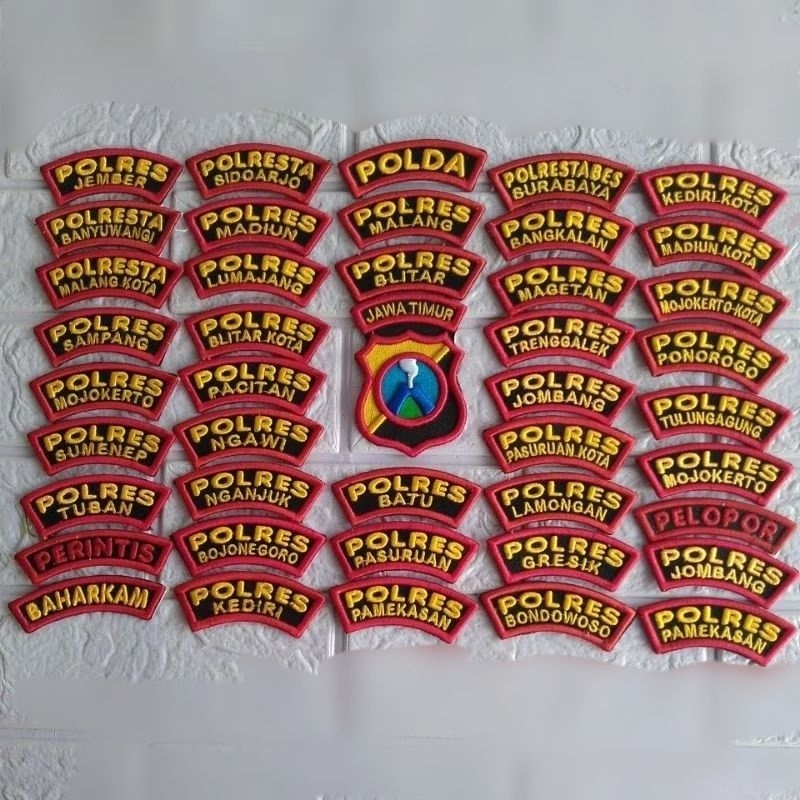 POLRES
JEMBER
POLRESTA
BANYUWANGI
POLRESTA
MALANG KOTA
POLRES
SAMPANG
POLRES
MOJOKERTO
POLRES
SUMENEP
POLRES
TUBAN
PERINTIS
BAHARKAM
POLRESTA
SIDOARJO
POLRES
MADIUN
POLRES
LUMAJANG
POLRES
BLITAR KOTA
POLRES
PACITAN
POLRES
NGAWI
POLRES
NGANJUK
POLRES
BOJONEGORO
POLRES
KEDIRI
POLDA
POLRES
MALANG
POLRES
BLITAR
JAWA TIMUR
POLRES
BATU
POLRES
PASURUAN
POLRES
PAMEKASAN
POLRESTABES
SURABAYA
POLRES
BANGKALAN
POLRES
MAGETAN
POLRES
TRENGGALEK
POLRES
JOMBANG
POLRES
PASURUAN.KOTA
POLRES
LAMONGAN
POLRES
GRESIK
POLRES
BONDOWOSO
POLRES
KEDIRI.KOTA
POLRES
MADIUN.KOTA
POLRES
MOJOKERTO-KOTA
POLRES
PONOROGO
POLRES
TULUNGAGUNG
POLRES
MOJOKERTO
PELOPOR
POLRES
JOMBANG
POLRES
PAMEKASAN